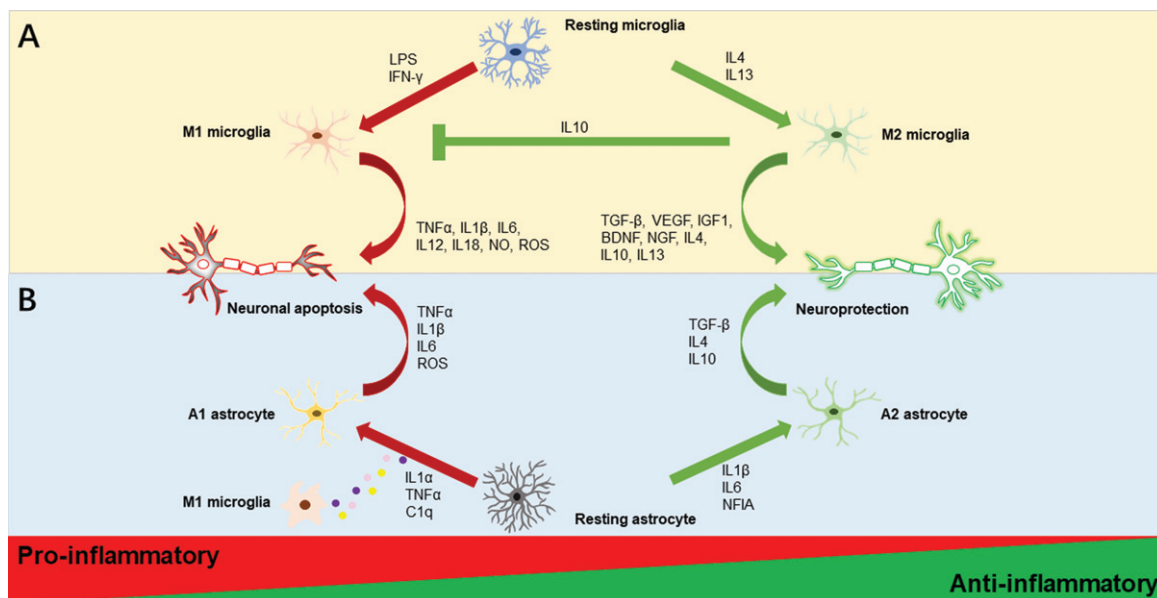 A
Resting microglia
LPS
IFN-γ
IL4
IL13
M1 microglia
IL10
M2 microglia
TNFα, IL1β, IL6,
IL12, IL18, NO, ROS
TGF-β, VEGF, IGF1,
BDNF, NGF, IL4,
IL10, IL13
B
Neuronal apoptosis
Neuroprotection
TNFα
IL1β
IL6
ROS
TGF-β
IL4
IL10
A1 astrocyte
A2 astrocyte
M1 microglia
IL1α
TNFα
C1q
Resting astrocyte
IL1β
IL6
NFIA
Pro-inflammatory
Anti-inflammatory